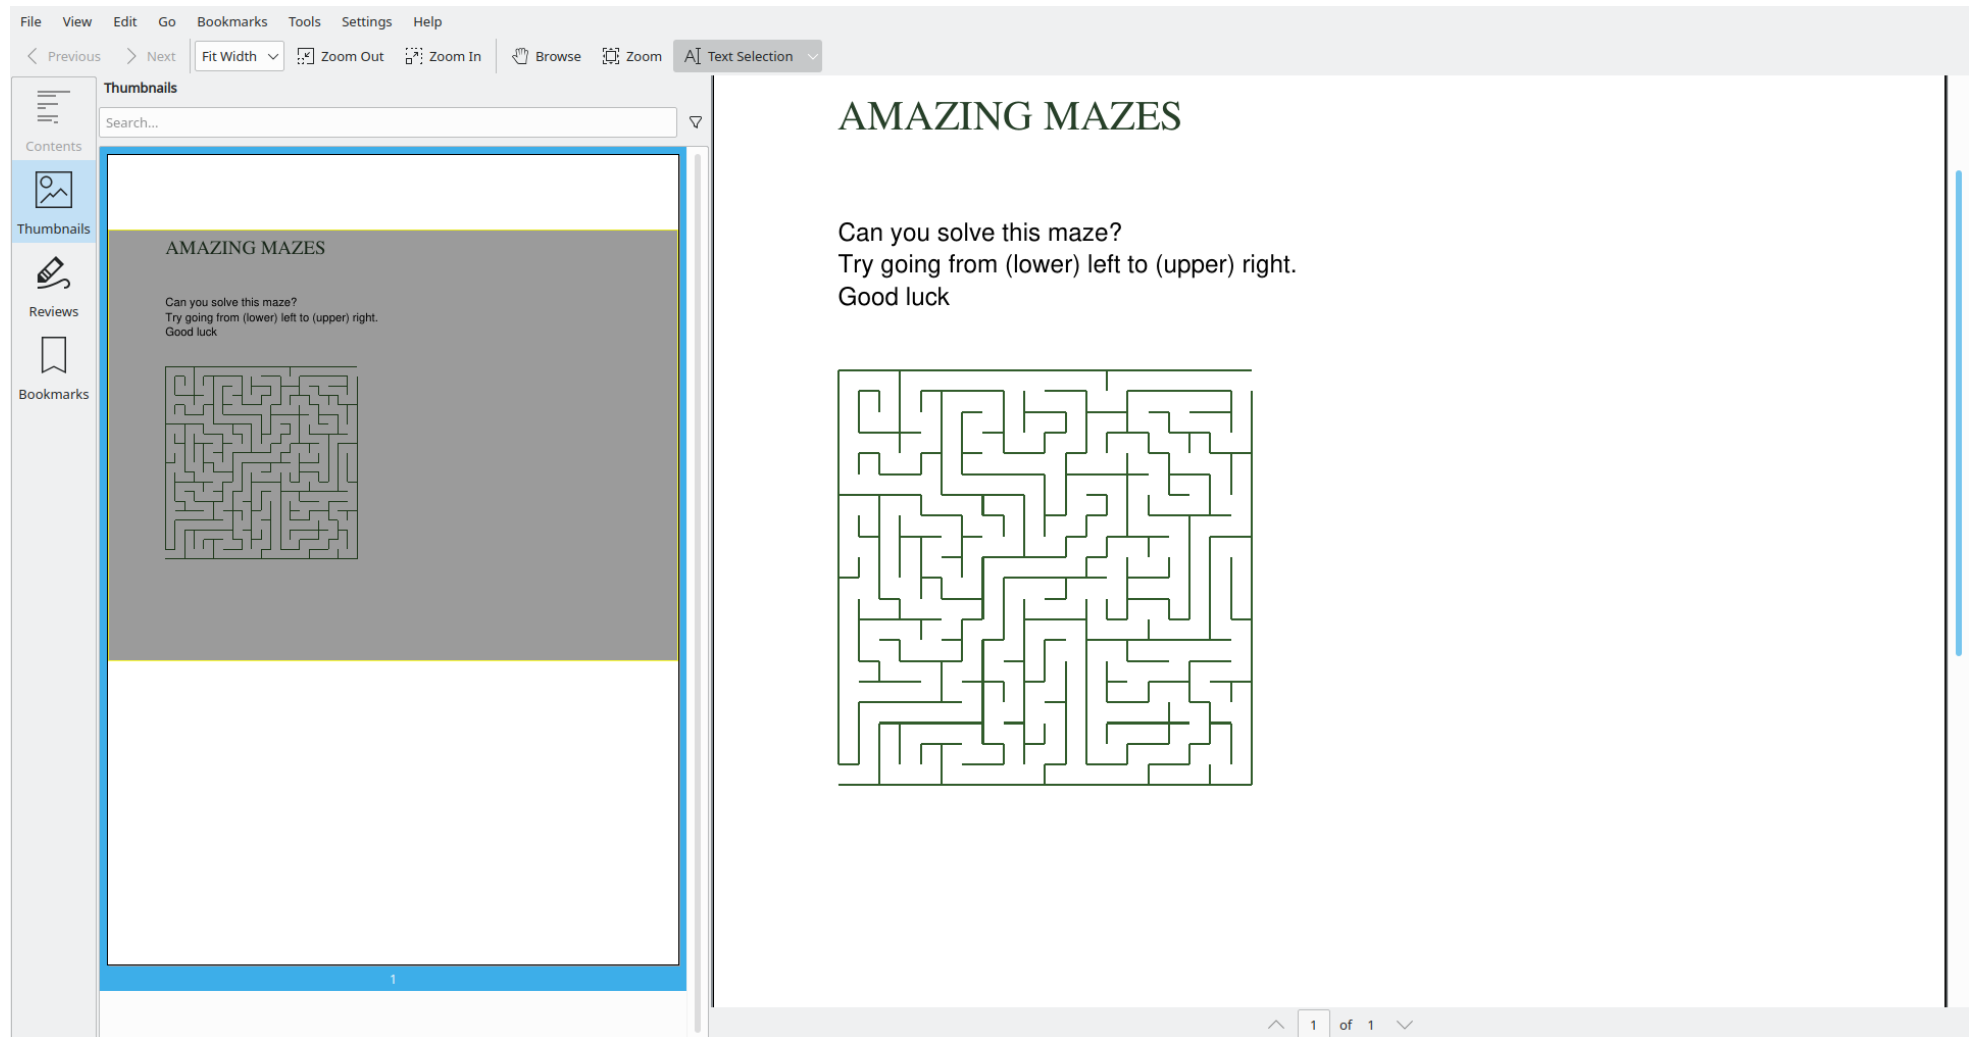 File View Edit Go Bookmarks Tools Settings Help
Previous Next Fit Width Zoom Out Zoom In Browse Zoom Text Selection
Contents
Thumbnails
Reviews
Bookmarks
Thumbnails
Search...
AMAZING MAZES
Can you solve this maze?
Try going from (lower) left to (upper) right.
Good luck
1
AMAZING MAZES
Can you solve this maze?
Try going from (lower) left to (upper) right.
Good luck
1 of 1